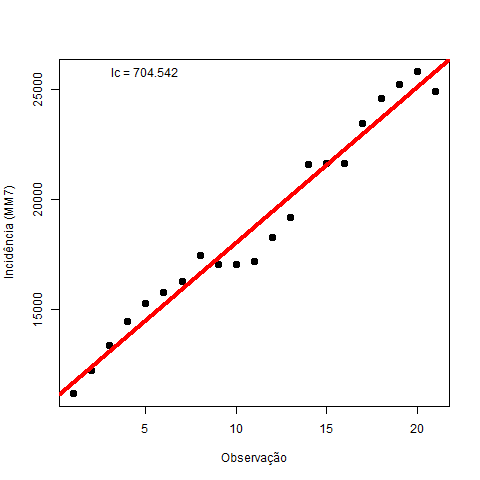 Ic = 704.542
Incidência (MM7)
25000
20000
15000
5
10
15
20
Observação